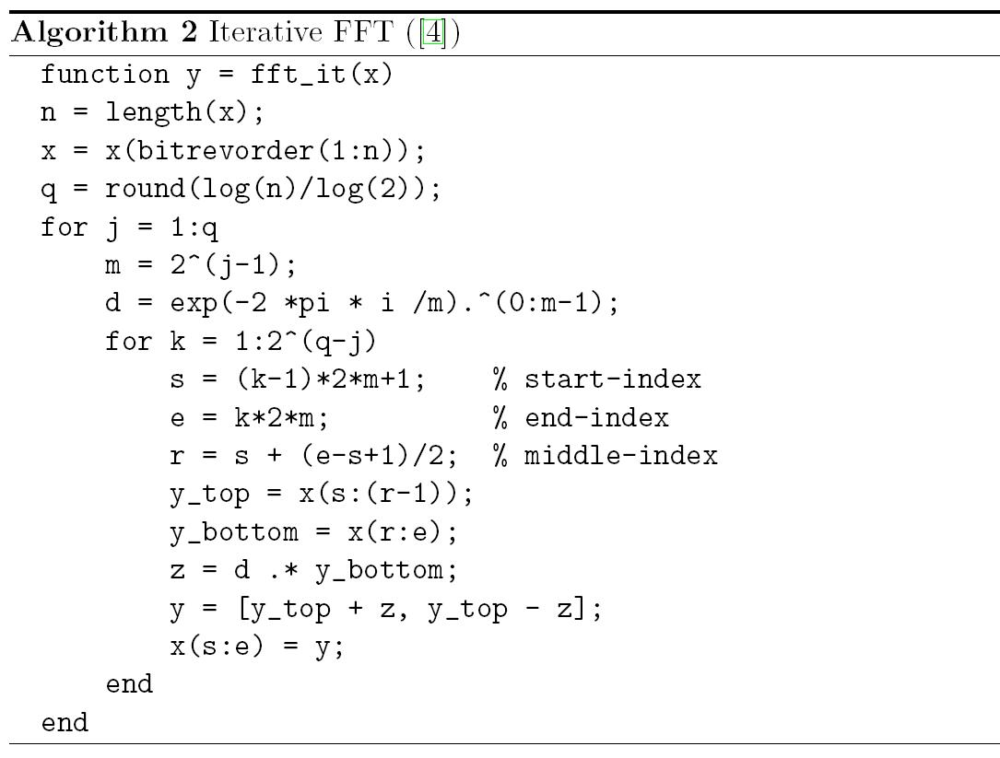 Algorithm 2 Iterative FFT ([4])
function y = fft_it(x)
n = length(x);
x = x(bitrevorder(1:n));
q = round(log(n)/log(2));
for j = 1:q
    m = 2^(j-1);
    d = exp(-2 *pi * i /m).^(0:m-1);
    for k = 1:2^(q-j)
        s = (k-1)*2*m+1;    % start-index
        e = k*2*m;          % end-index
        r = s + (e-s+1)/2;  % middle-index
        y_top = x(s:(r-1));
        y_bottom = x(r:e);
        z = d .* y_bottom;
        y = [y_top + z, y_top - z];
        x(s:e) = y;
    end
end